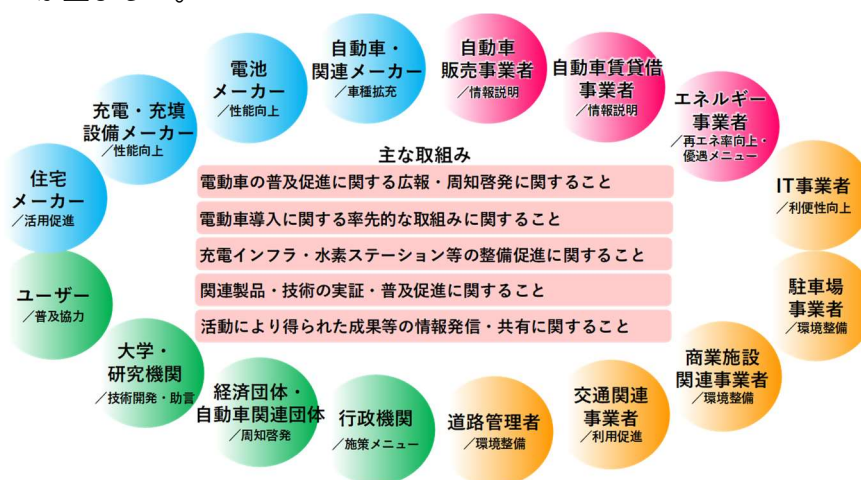 自動車・
関連メーカー
／車種拡充
自動車
販売事業者
／情報説明
電池
メーカー
／性能向上
自動車賃貸借
事業者
／情報説明
充電・充填
設備メーカー
／性能向上
エネルギー
事業者
／再エネ率向上・
優遇メニュー
住宅
メーカー
／活用促進
IT事業者
／利便性向上
主な取組み
電動車の普及促進に関する広報・周知啓発に関すること
電動車導入に関する率先的な取組みに関すること
充電インフラ・水素ステーション等の整備促進に関すること
関連製品・技術の実証・普及促進に関すること
活動により得られた成果等の情報発信・共有に関すること
ユーザー
／普及協力
駐車場
事業者
／環境整備
大学・
研究機関
／技術開発・助言
商業施設
関連事業者
／環境整備
経済団体・
自動車関連団体
／周知啓発
行政機関
／施策メニュー
道路管理者
／環境整備
交通関連
事業者
／利用促進